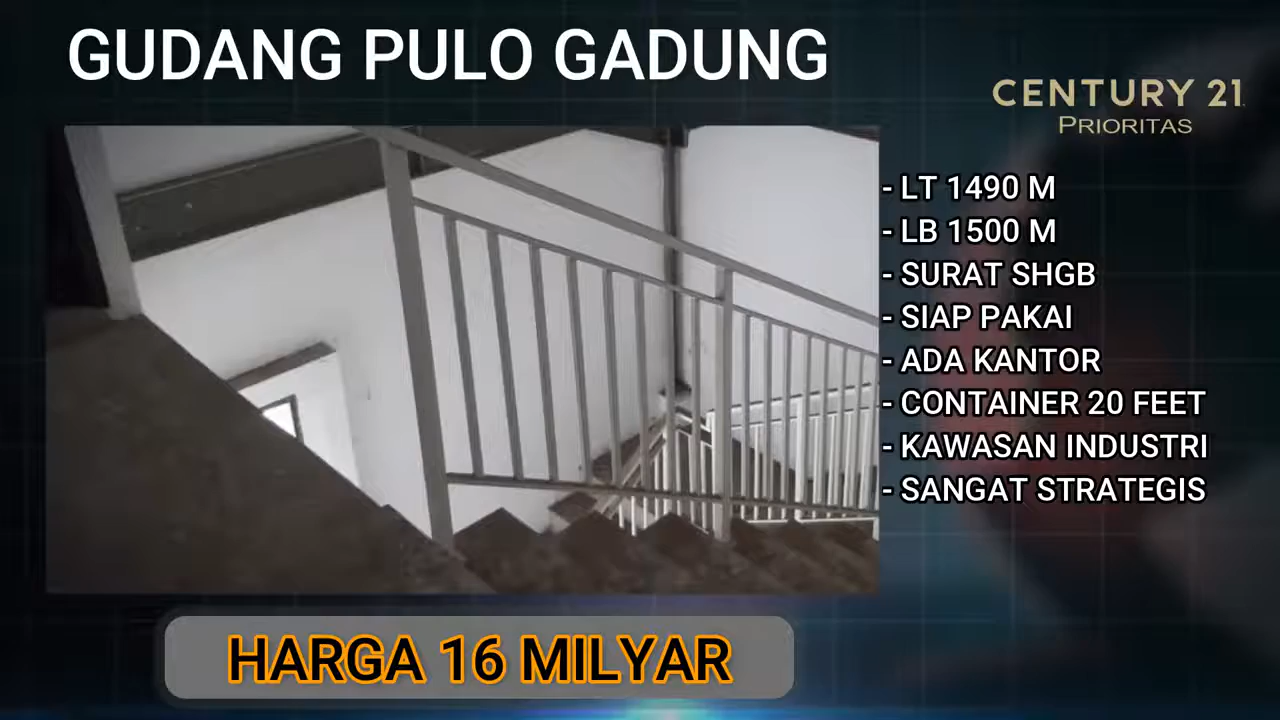 GUDANG PULO GADUNG
CENTURY 21
PRIORITAS
- LT 1490 M
- LB 1500 M
- SURAT SHGB
- SIAP PAKAI
- ADA KANTOR
- CONTAINER 20 FEET
- KAWASAN INDUSTRI
- SANGAT STRATEGIS
HARGA 16 MILYAR